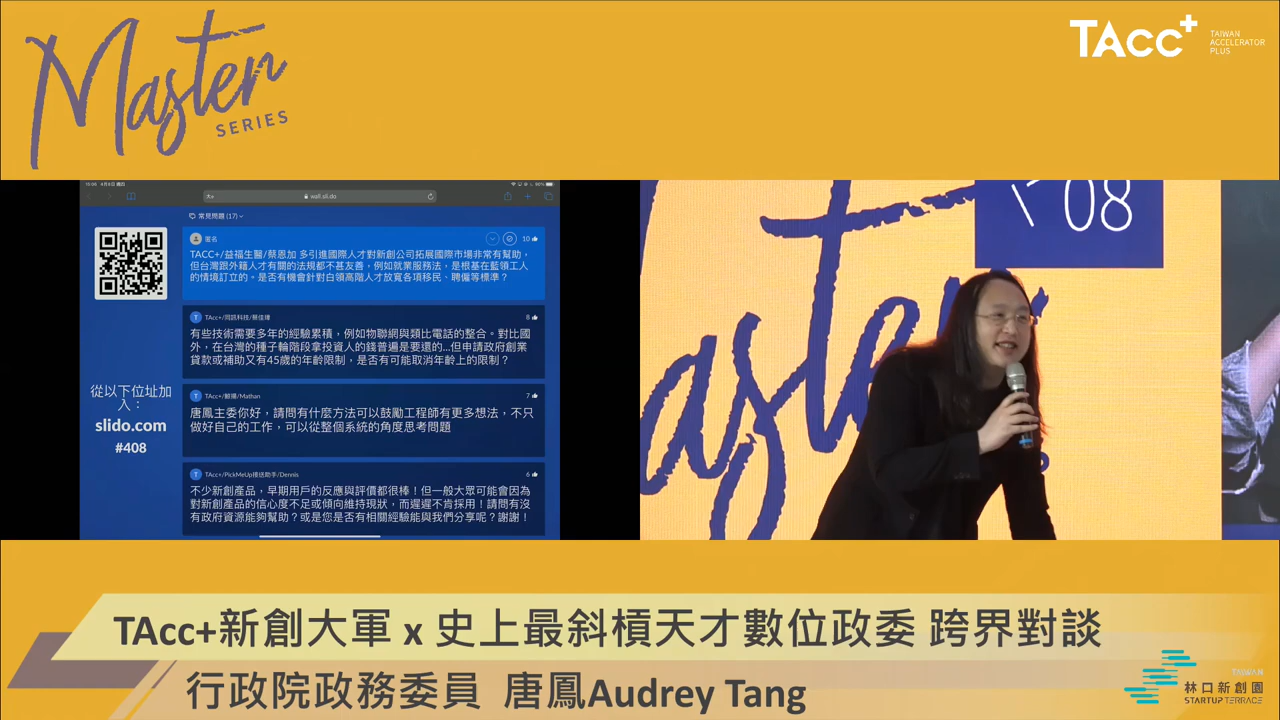 Master
SERIES
TAcc+
TAIWAN
ACCELERATOR
PLUS
wall.sli.do
常見問題 (17)
匿名
10
TACC+/益福生醫/蔡恩加 多引進國際人才對新創公司拓展國際市場非常有幫助，
但台灣跟外籍人才有關的法規都不甚友善，例如就業服務法，是根基在藍領工人
的情境訂立的。是否有機會針對白領高階人才放寬各項移民、聘僱等標準？
8
有些技術需要多年的經驗累積，例如物聯網與類比電話的整合。對比國
外，在台灣的種子輪階段拿投資人的錢普遍是要還的...但申請政府創業
貸款或補助又有45歲的年齡限制，是否有可能取消年齡上的限制？
T
TAcc+/鯨揚/Mathan
7
唐鳳主委你好，請問有什麼方法可以鼓勵工程師有更多想法，不只
做好自己的工作，可以從整個系統的角度思考問題
T
TAcc+/PickMeUp接送助手/Dennis
6
不少新創產品，早期用戶的反應與評價都很棒！但一般大眾可能會因為
對新創產品的信心度不足或傾向維持現狀，而遲遲不肯採用！請問有沒
有政府資源能夠幫助？或是您是否有相關經驗能與我們分享呢？謝謝！
從以下位址加
入：
slido.com
#408
08
TAcc+新創大軍 x 史上最斜槓天才數位政委 跨界對談
行政院政務委員 唐鳳Audrey Tang
TAIWAN
林口新創園
STARTUP TERRACE